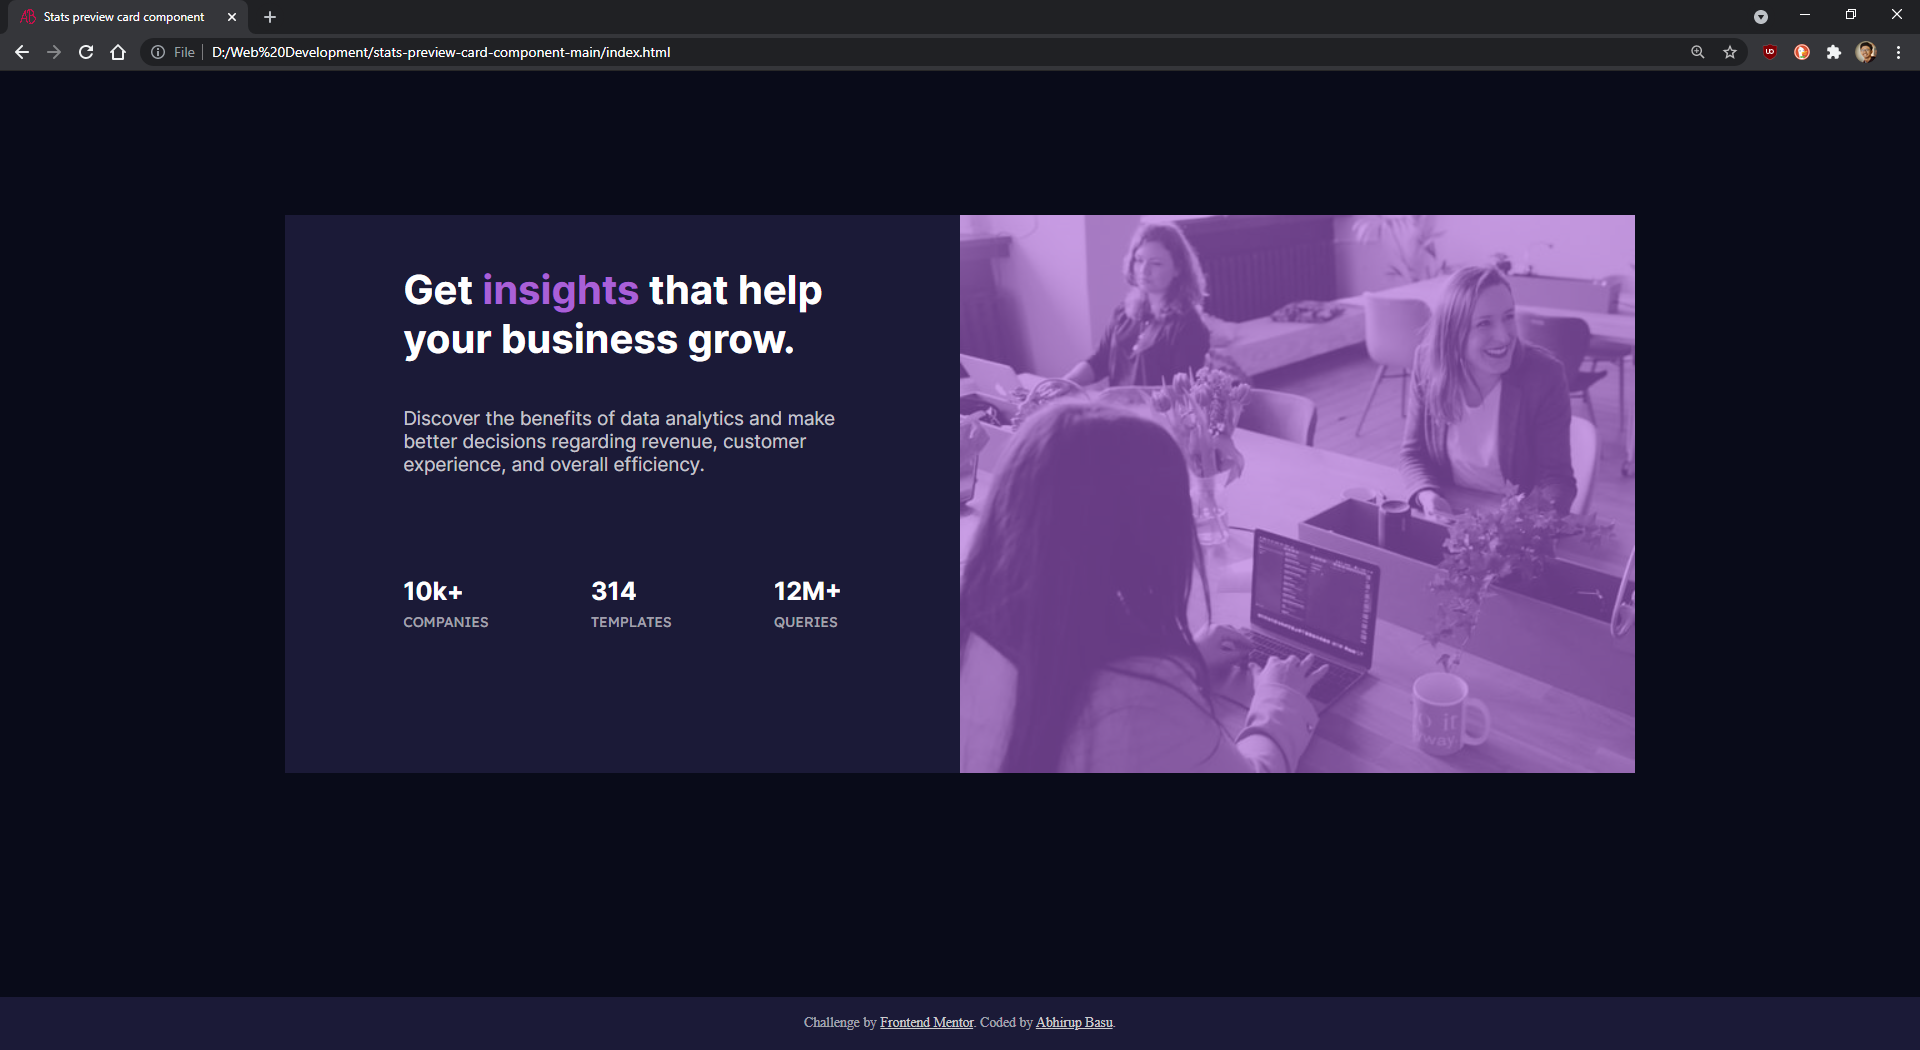 Stats preview card component
File
D:/Web%20Development/stats-preview-card-component-main/index.html
Get insights that help
your business grow.
Discover the benefits of data analytics and make
better decisions regarding revenue, customer
experience, and overall efficiency.
10k+
COMPANIES
314
TEMPLATES
12M+
QUERIES
Challenge by Frontend Mentor. Coded by Abhirup Basu.